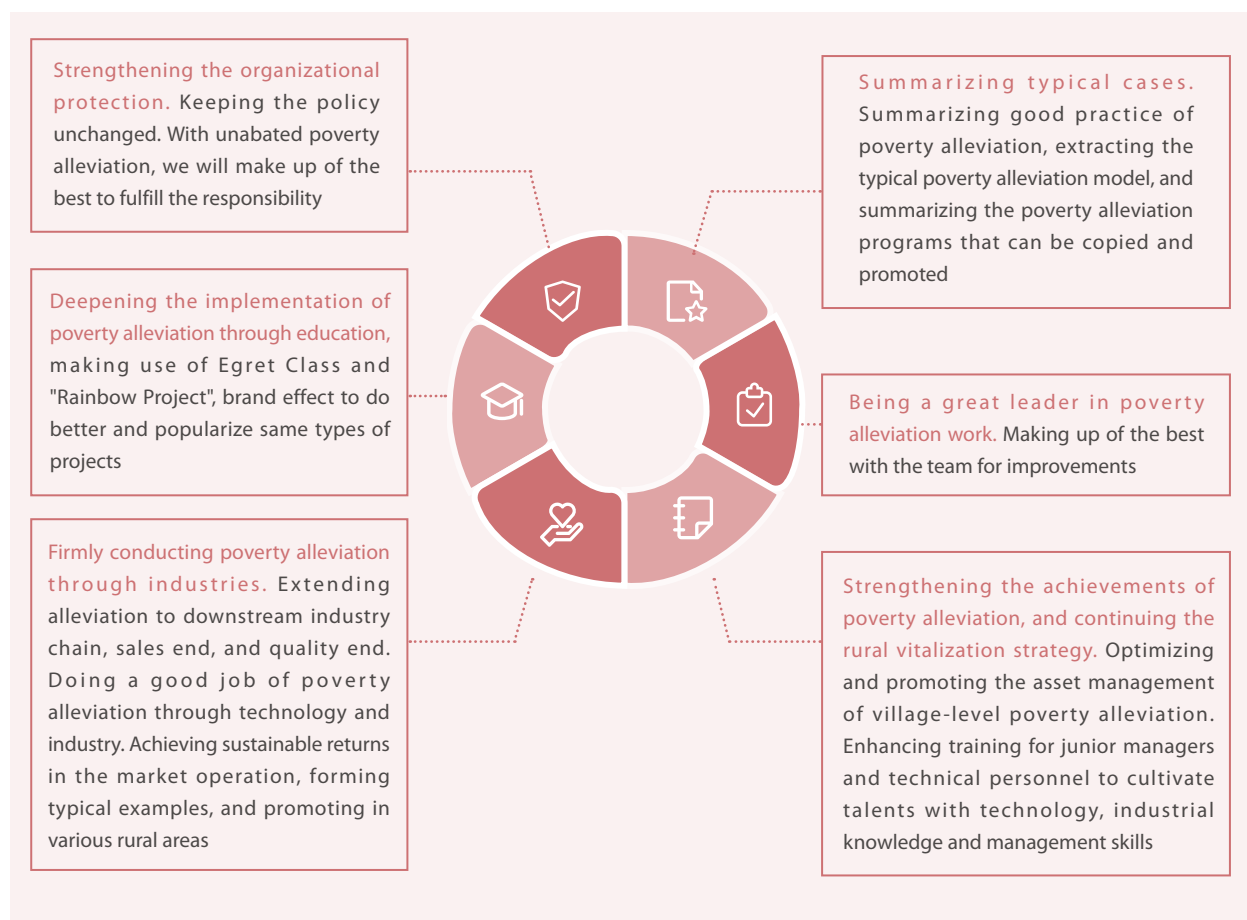 Strengthening the organizational
protection. Keeping the policy
unchanged. With unabated poverty
alleviation, we will make up of the
best to fulfill the responsibility
Deepening the implementation of
poverty alleviation through education,
making use of Egret Class and
"Rainbow Project", brand effect to do
better and popularize same types of
projects
Firmly conducting poverty alleviation
through industries. Extending
alleviation to downstream industry
chain, sales end, and quality end.
Doing a good job of poverty
alleviation through technology and
industry. Achieving sustainable returns
in the market operation, forming
typical examples, and promoting in
various rural areas
Summarizing typical cases.
Summarizing good practice of
poverty alleviation, extracting the
typical poverty alleviation model, and
summarizing the poverty alleviation
programs that can be copied and
promoted
Being a great leader in poverty
alleviation work. Making up of the best
with the team for improvements
Strengthening the achievements of
poverty alleviation, and continuing the
rural vitalization strategy. Optimizing
and promoting the asset management
of village-level poverty alleviation.
Enhancing training for junior managers
and technical personnel to cultivate
talents with technology, industrial
knowledge and management skills